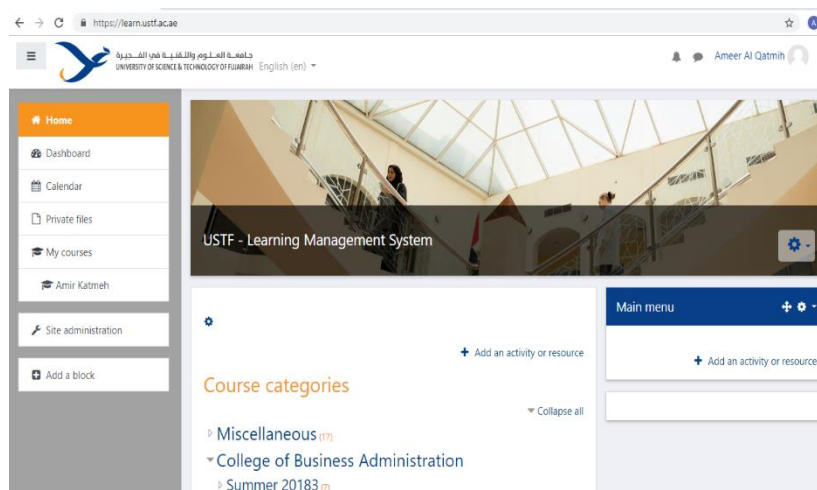 https://learn.ustf.ac.ae
جامعة العلوم والتقنية في الفجيرة
UNIVERSITY OF SCIENCE & TECHNOLOGY OF FUJAIRAH
English (en)
Ameer Al Qatmih
Home
Dashboard
Calendar
Private files
My courses
Amir Katmeh
Site administration
Add a block
USTF - Learning Management System
Add an activity or resource
Course categories
Collapse all
Miscellaneous (17)
College of Business Administration
Summer 20183 (7)
Main menu
Add an activity or resource